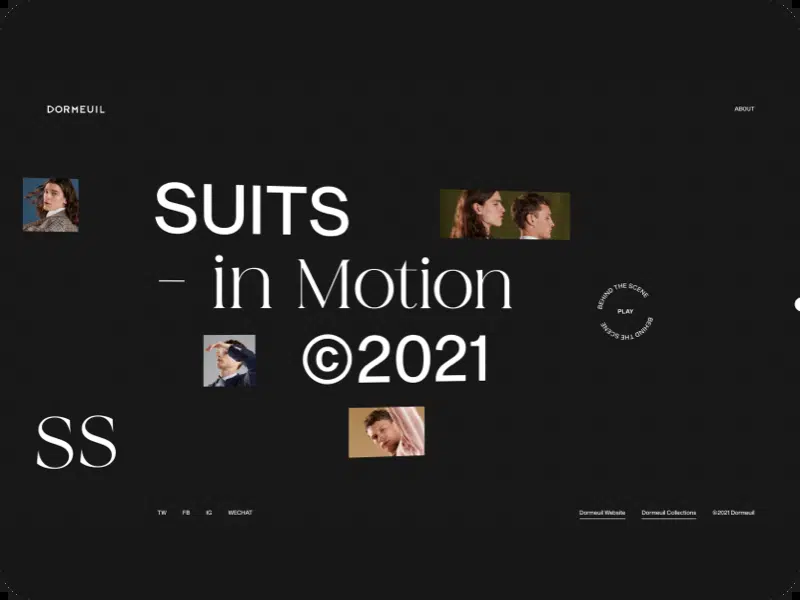 DORMEUIL
ABOUT
SUITS
– in Motion
BEHIND THE SCENE
PLAY
BEHIND THE SCENE
©2021
SS
TW FB IG WECHAT
Dormeuil Website Dormeuil Collections ©2021 Dormeuil